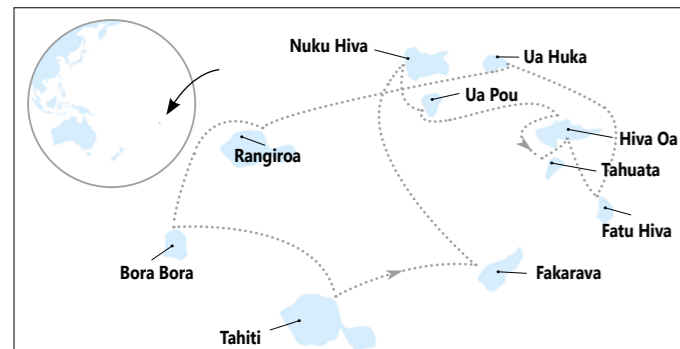 Nuku Hiva
Ua Huka
Ua Pou
Hiva Oa
Rangiroa
Tahuata
Fatu Hiva
Bora Bora
Fakarava
Tahiti